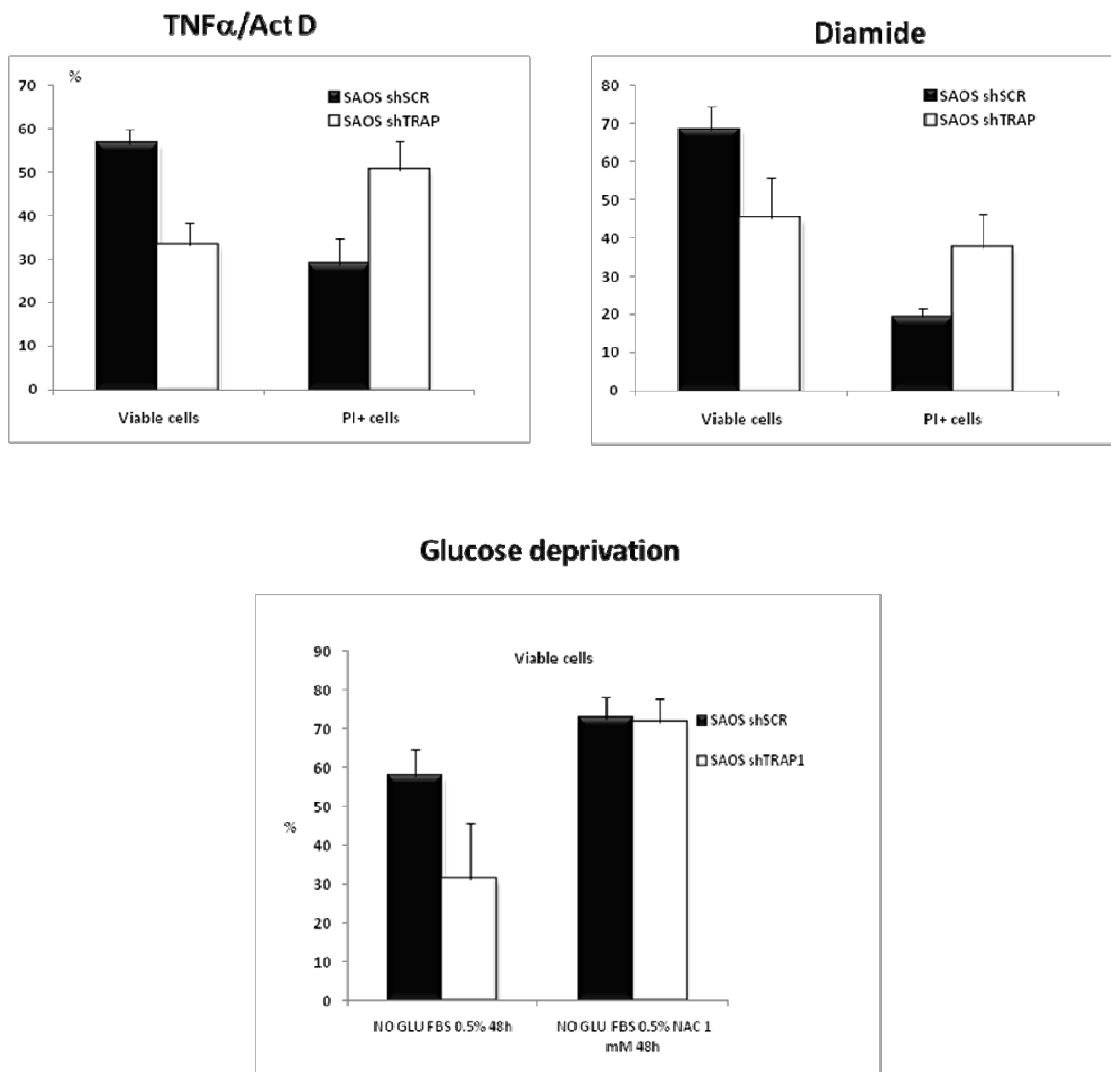 TNFα/Act D
%
70
60
50
40
30
20
10
0
SAOS shSCR
SAOS shTRAP
Viable cells
PI+ cells
Diamide
80
70
60
50
40
30
20
10
0
SAOS shSCR
SAOS shTRAP
Viable cells
PI+ cells
Glucose deprivation
Viable cells
%
90
80
70
60
50
40
30
20
10
0
SAOS shSCR
SAOS shTRAP1
NO GLU FBS 0.5% 48h
NO GLU FBS 0.5% NAC 1
mM 48h